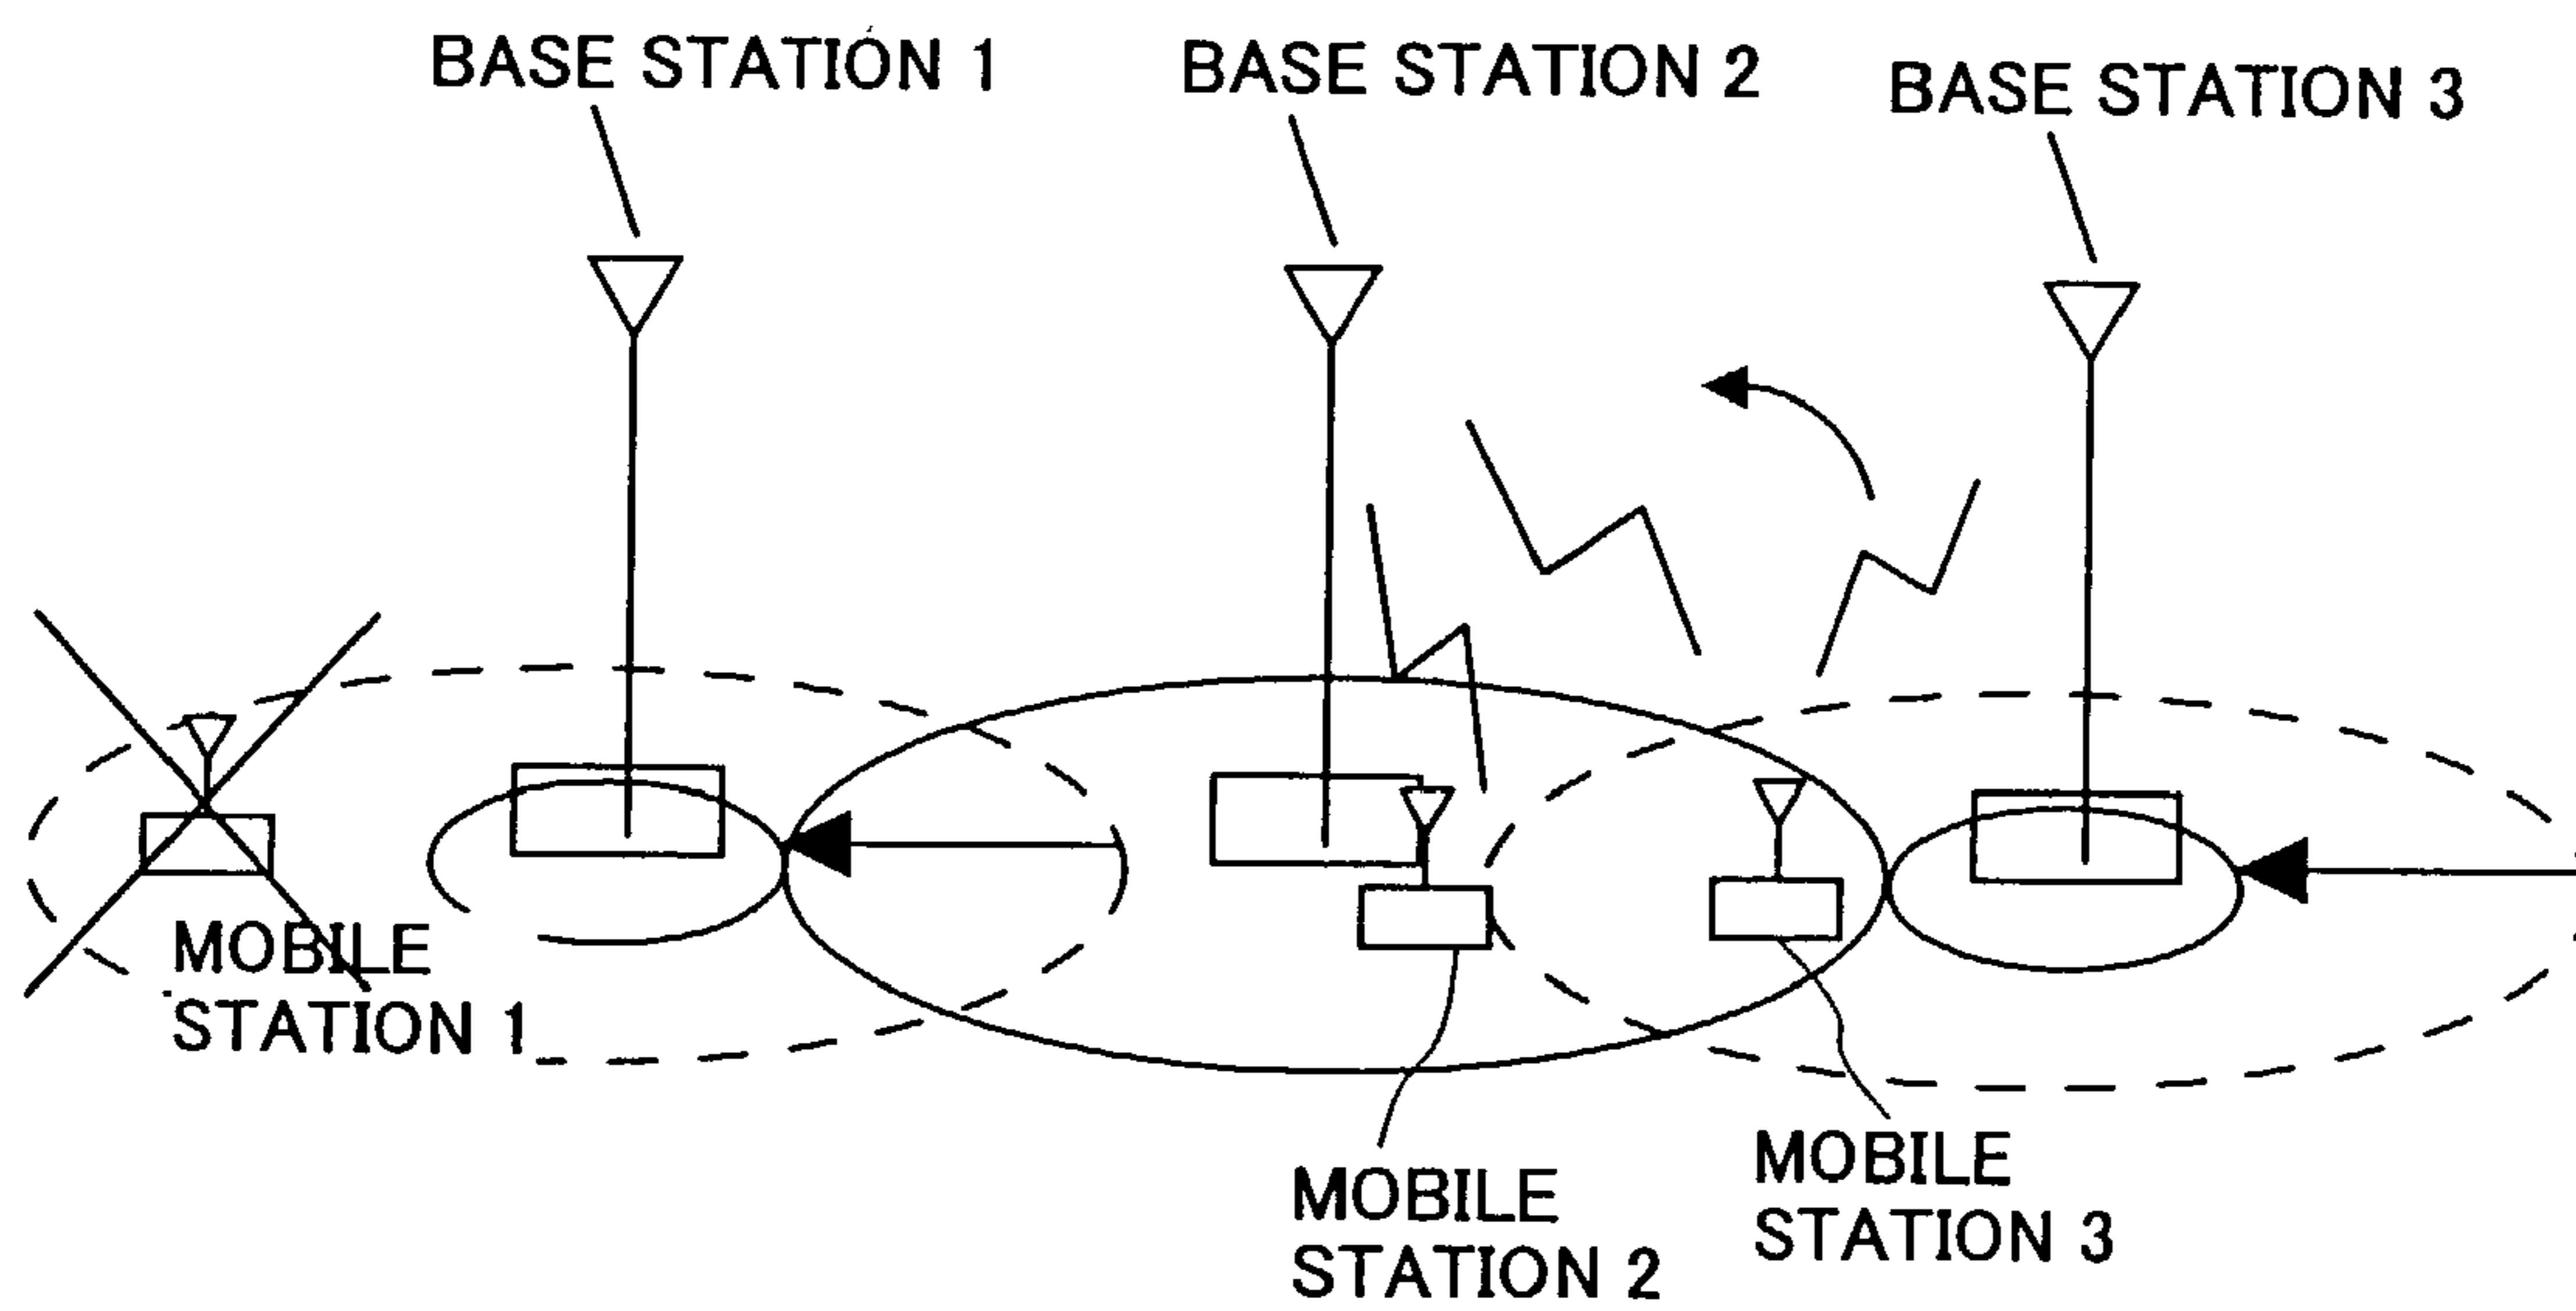 BASE STATION 1
BASE STATION 2
BASE STATION 3
MOBILE
STATION 1
MOBILE
STATION 2
MOBILE
STATION 3